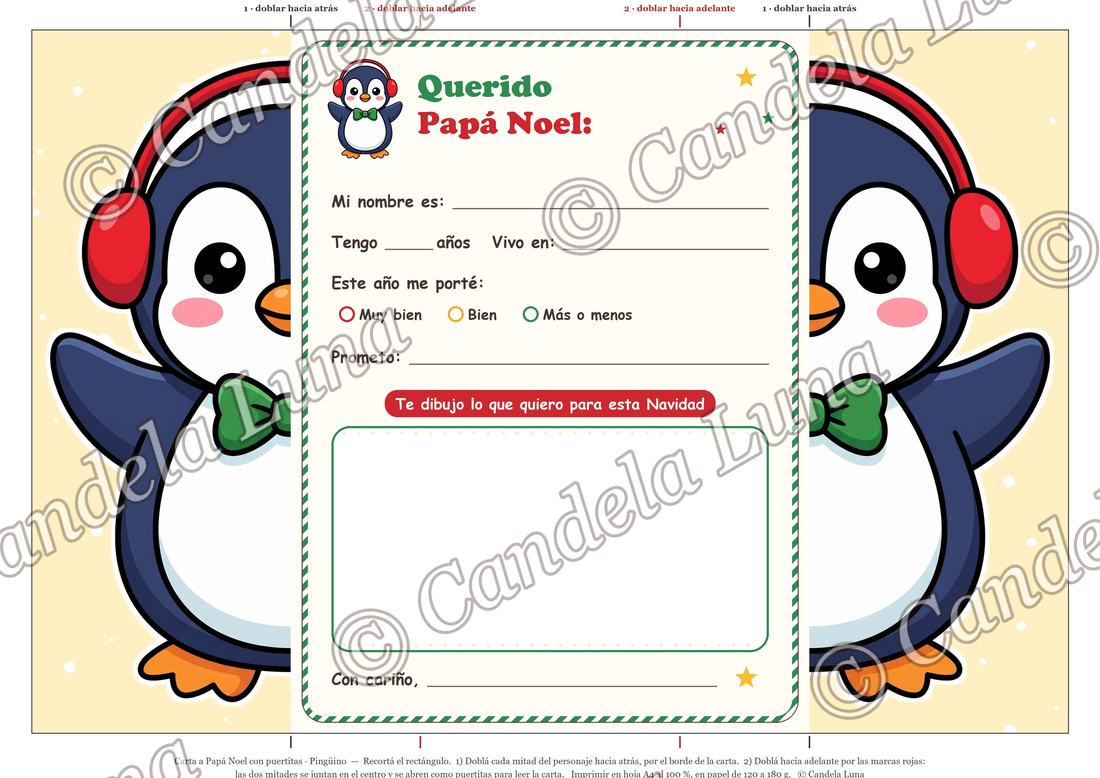 1 · doblar hacia atrás 2 · doblar hacia adelante 2 · doblar hacia adelante 1 · doblar hacia atrás
Querido
Papá Noel:
Mi nombre es:
Tengo ______ años Vivo en:
Este año me porté:
Muy bien Bien Más o menos
Prometo:
Te dibujo lo que quiero para esta Navidad
Con cariño,
Carta a Papá Noel con puertitas · Pingüino — Recortá el rectángulo. 1) Doblá cada mitad del personaje hacia atrás, por el borde de la carta. 2) Doblá hacia adelante por las marcas rojas:
las dos mitades se juntan en el centro y se abren como puertitas para leer la carta. Imprimir en hoja A4 al 100 %, en papel de 120 a 180 g. © Candela Luna
© Candela Luna
© Candela Luna
© Candela Luna